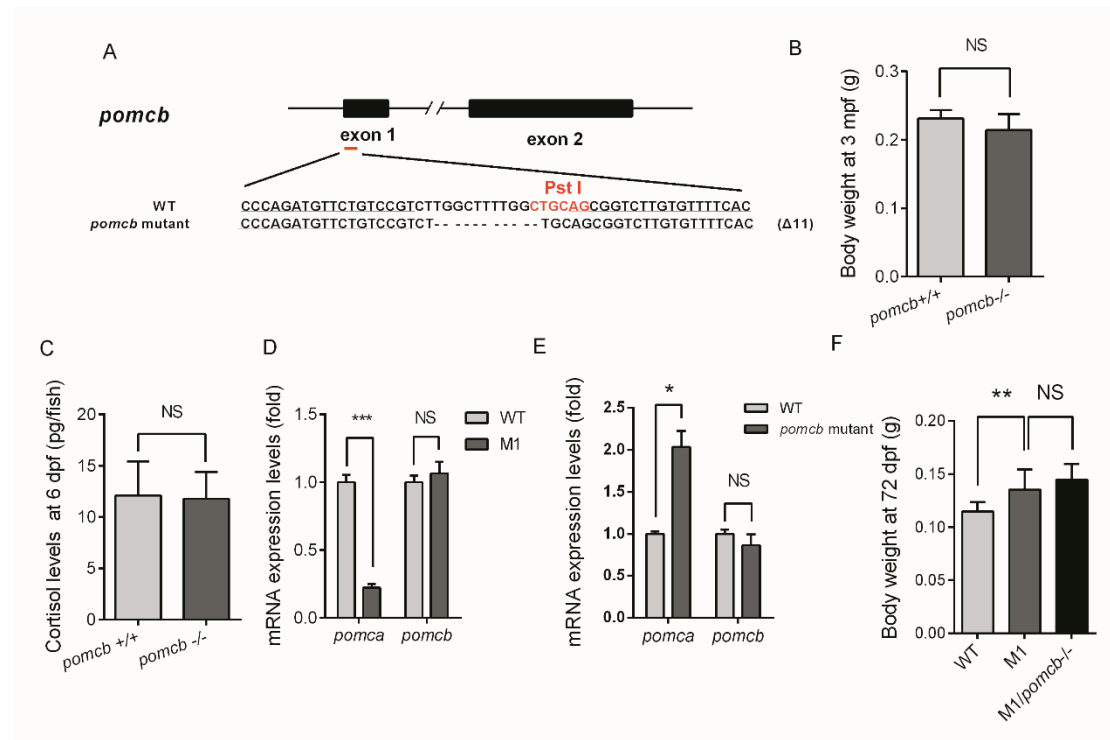 A
pomcb
exon 1
exon 2
Pst I
WT CCCAGATGTTCTGTCCGTCTTGGCTTTTGGCTGCAGCGGTCTTGTGTTTTCAC
pomcb mutant CCCAGATGTTCTGTCCGTCT- - - - - - - - - - -TGCAGCGGTCTTGTGTTTTCAC (Δ11)
B
NS
Body weight at 3 mpf (g)
0.3
0.2
0.1
0.0
pomcb+/+
pomcb-/-
C
NS
Cortisol levels at 6 dpf (pg/fish)
20
15
10
5
0
pomcb +/+
pomcb -/-
D
***
NS
WT
M1
mRNA expression levels (fold)
1.5
1.0
0.5
0.0
pomca
pomcb
E
*
NS
WT
pomcb mutant
mRNA expression levels (fold)
2.5
2.0
1.5
1.0
0.5
0.0
pomca
pomcb
F
**
NS
Body weight at 72 dpf (g)
0.20
0.15
0.10
0.05
0.00
WT
M1
M1/pomcb-/-